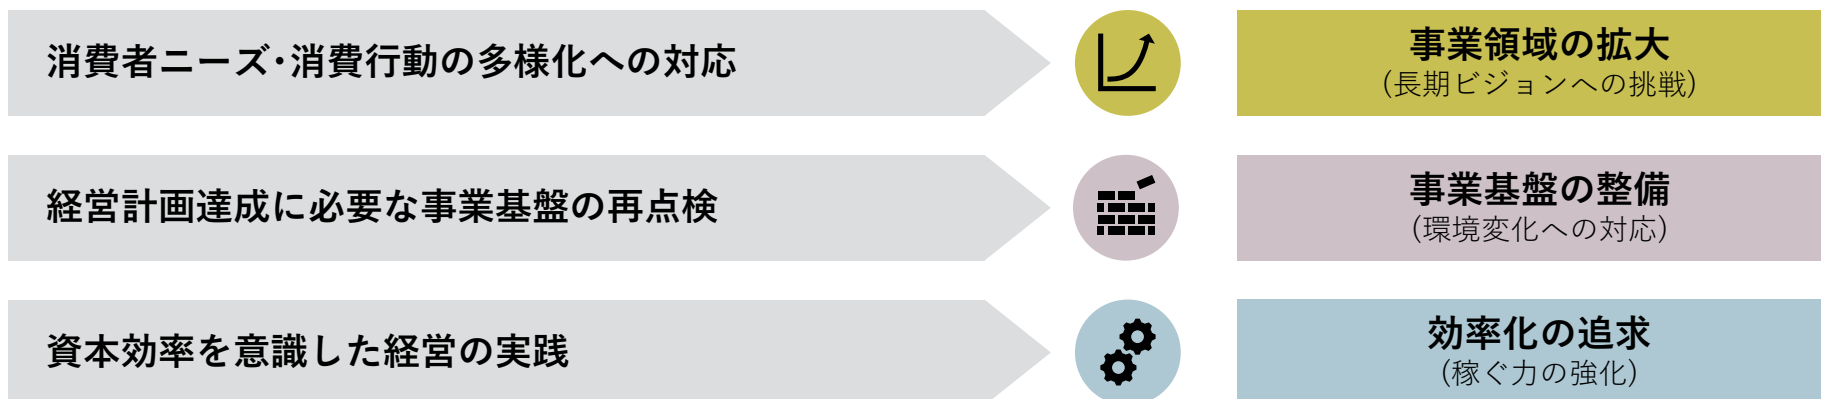 消費者ニーズ･消費行動の多様化への対応
事業領域の拡大
(長期ビジョンへの挑戦)
経営計画達成に必要な事業基盤の再点検
事業基盤の整備
(環境変化への対応)
資本効率を意識した経営の実践
効率化の追求
(稼ぐ力の強化)